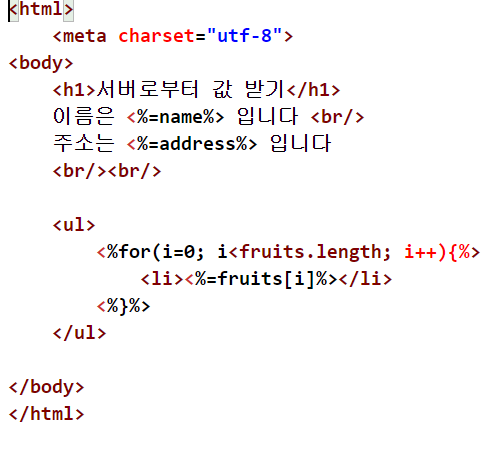 <html>
    <meta charset="utf-8">
<body>
    <h1>서버로부터 값 받기</h1>
    이름은 <%=name%> 입니다 <br/>
    주소는 <%=address%> 입니다
    <br/><br/>

    <ul>
        <%for(i=0; i<fruits.length; i++){%>
            <li><%=fruits[i]%></li>
        <%}%>
    </ul>

</body>
</html>